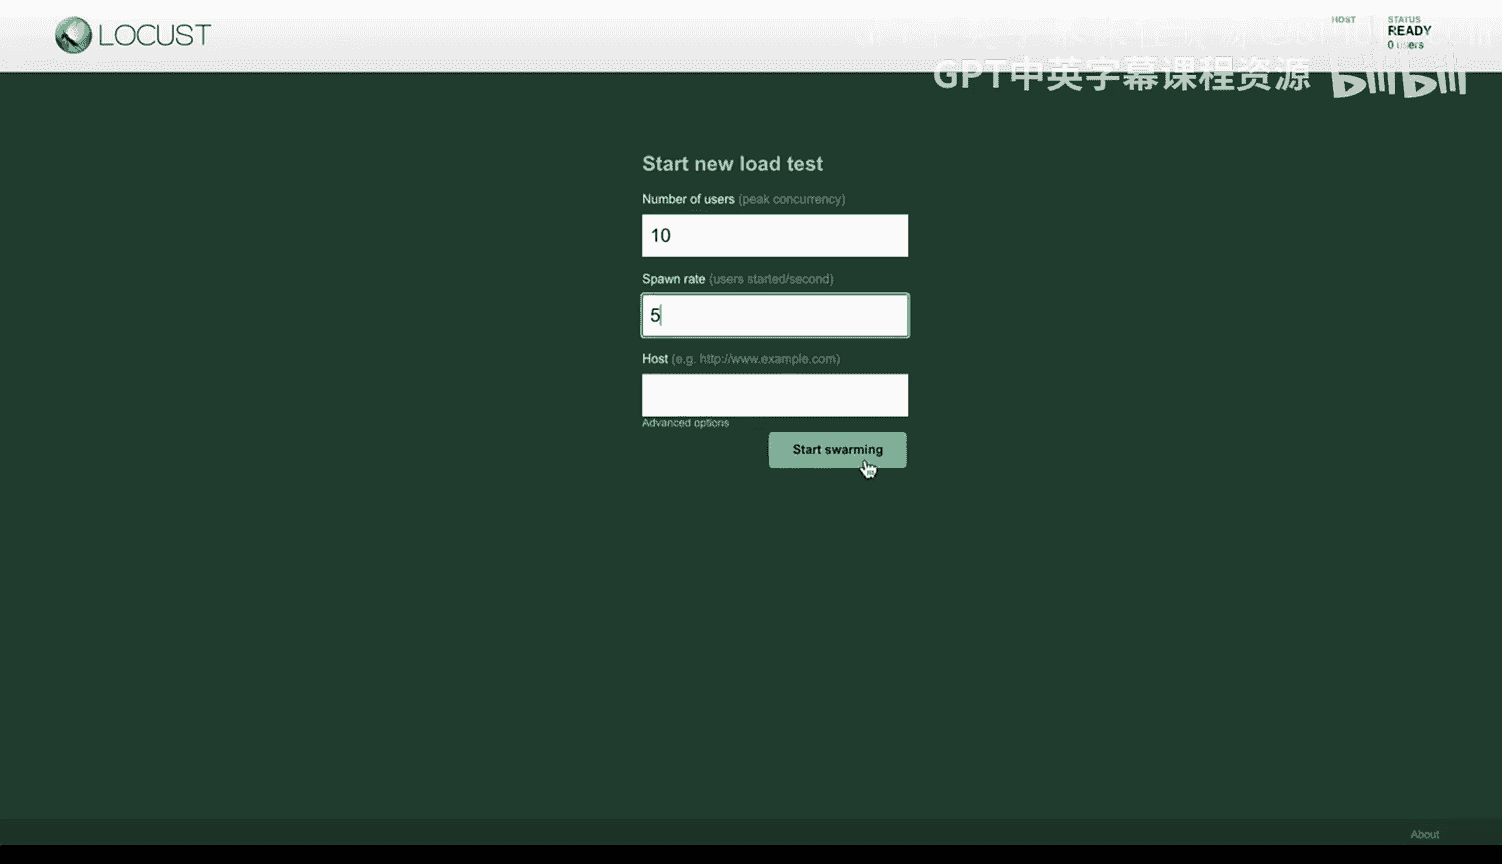 LOCUST
HOST
STATUS
READY
0 users
GPT中英字幕课程资源 bilibili
Start new load test
Number of users (peak concurrency)
10
Spawn rate (users started/second)
5
Host (e.g. http://www.example.com)
Advanced options
Start swarming
About